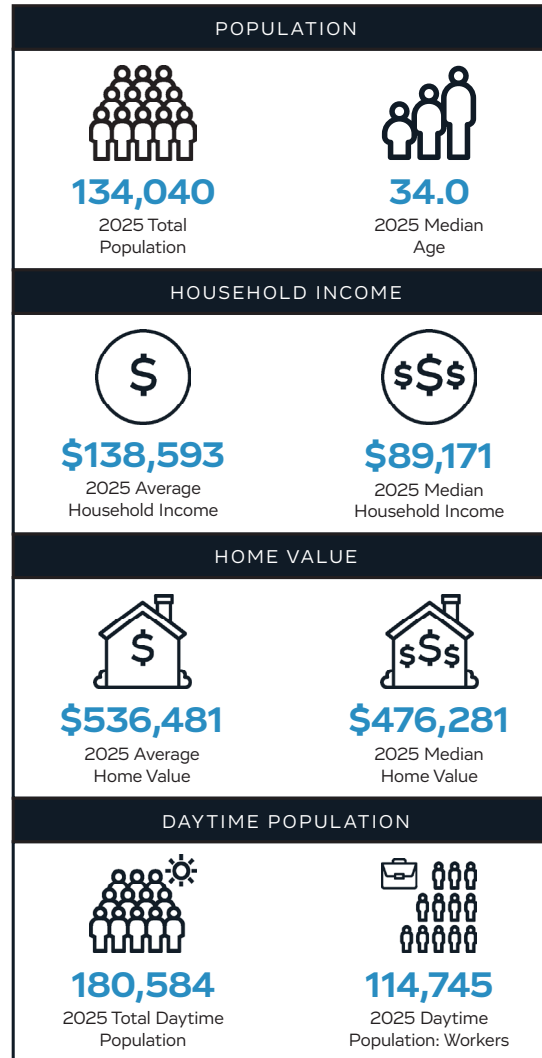 POPULATION
134,040
2025 Total
Population
34.0
2025 Median
Age
HOUSEHOLD INCOME
$
$138,593
2025 Average
Household Income
$$$
$89,171
2025 Median
Household Income
HOME VALUE
$
$536,481
2025 Average
Home Value
$$$
$476,281
2025 Median
Home Value
DAYTIME POPULATION
180,584
2025 Total Daytime
Population
114,745
2025 Daytime
Population: Workers